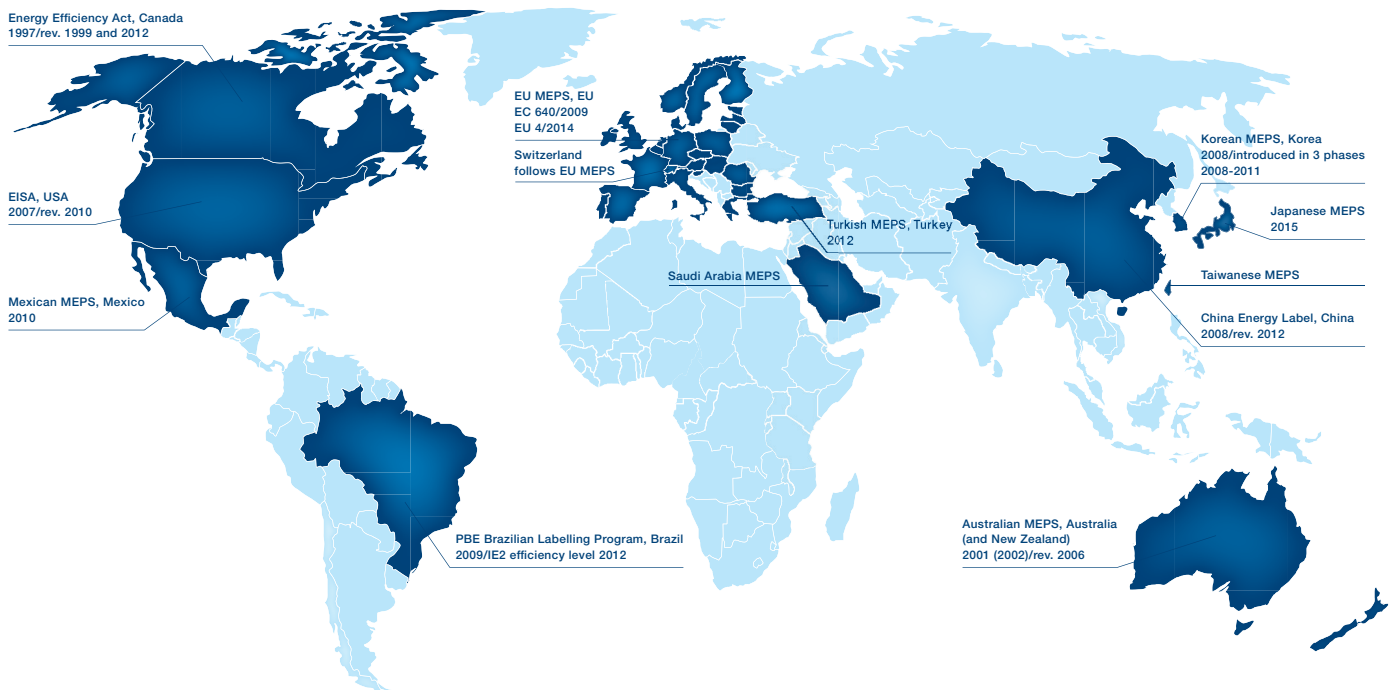 Energy Efficiency Act, Canada
1997/rev. 1999 and 2012
EISA, USA
2007/rev. 2010
Mexican MEPS, Mexico
2010
PBE Brazilian Labelling Program, Brazil
2009/IE2 efficiency level 2012
EU MEPS, EU
EC 640/2009
EU 4/2014
Switzerland
follows EU MEPS
Turkish MEPS, Turkey
2012
Saudi Arabia MEPS
Korean MEPS, Korea
2008/introduced in 3 phases
2008-2011
Japanese MEPS
2015
Taiwanese MEPS
China Energy Label, China
2008/rev. 2012
Australian MEPS, Australia
(and New Zealand)
2001 (2002)/rev. 2006